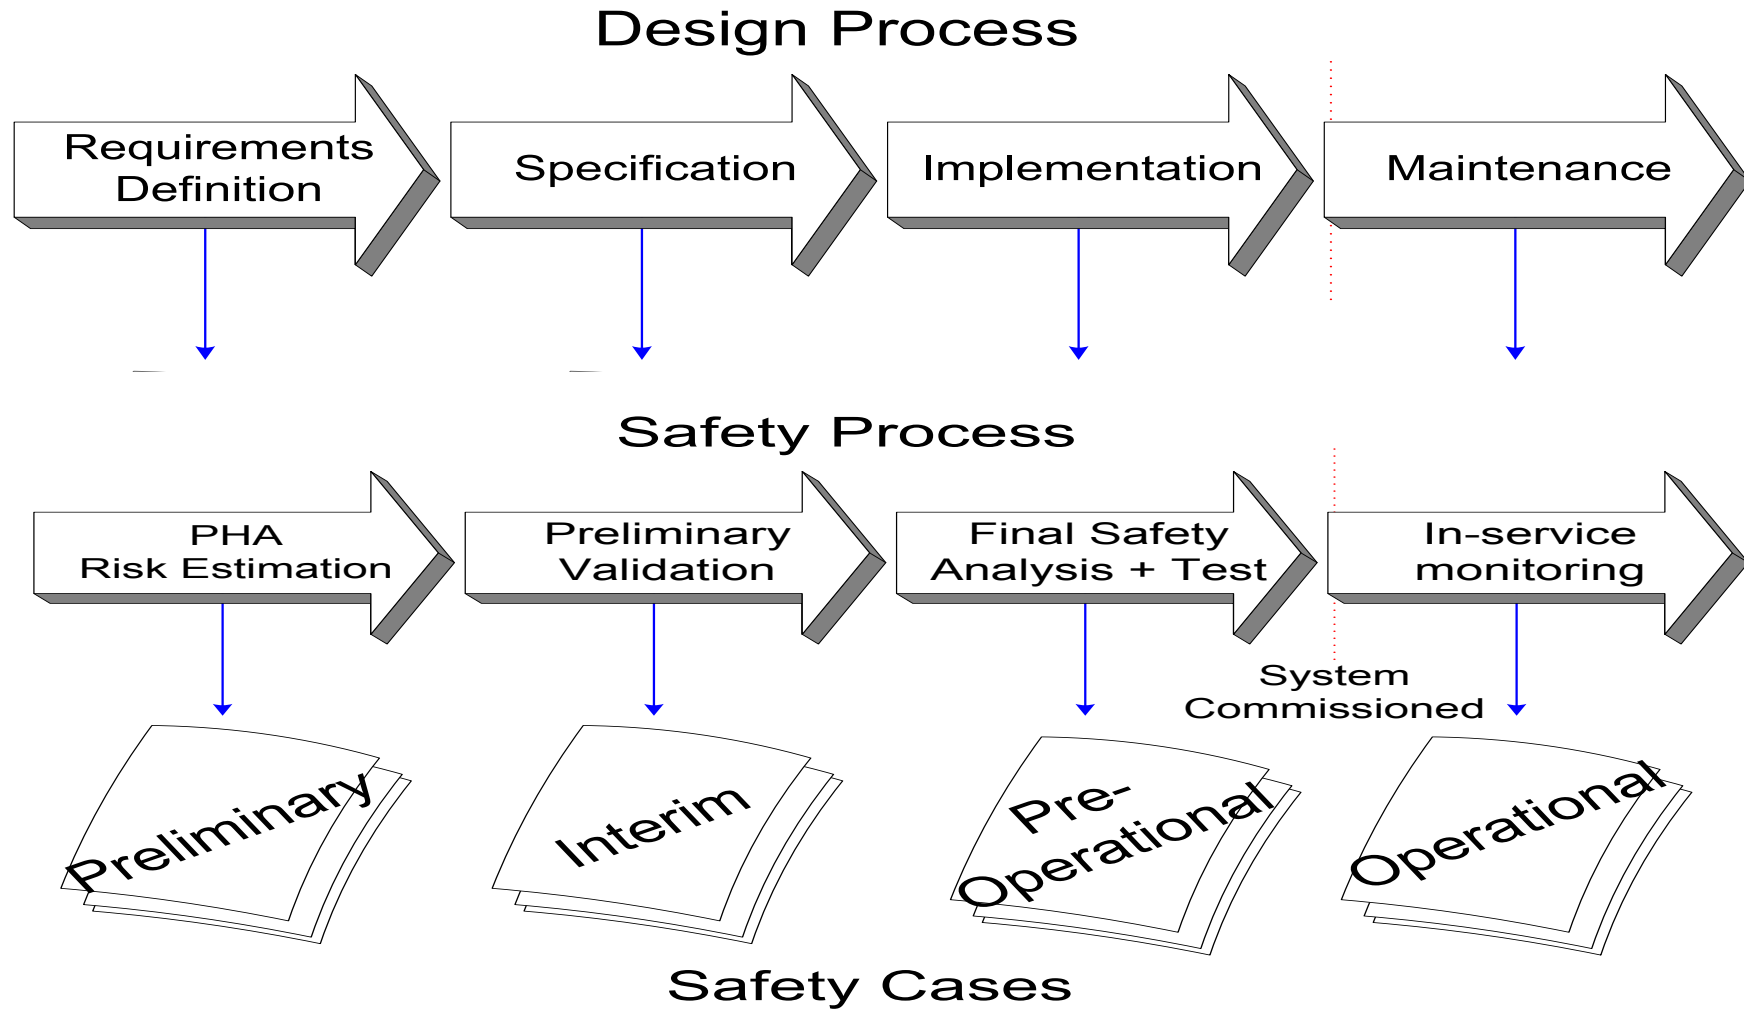 Design Process
Requirements
Definition
Specification
Implementation
Maintenance
Safety Process
PHA
Risk Estimation
Preliminary
Validation
Final Safety
Analysis + Test
In-service
monitoring
System
Commissioned
Preliminary
Interim
Pre-
Operational
Operational
Safety Cases